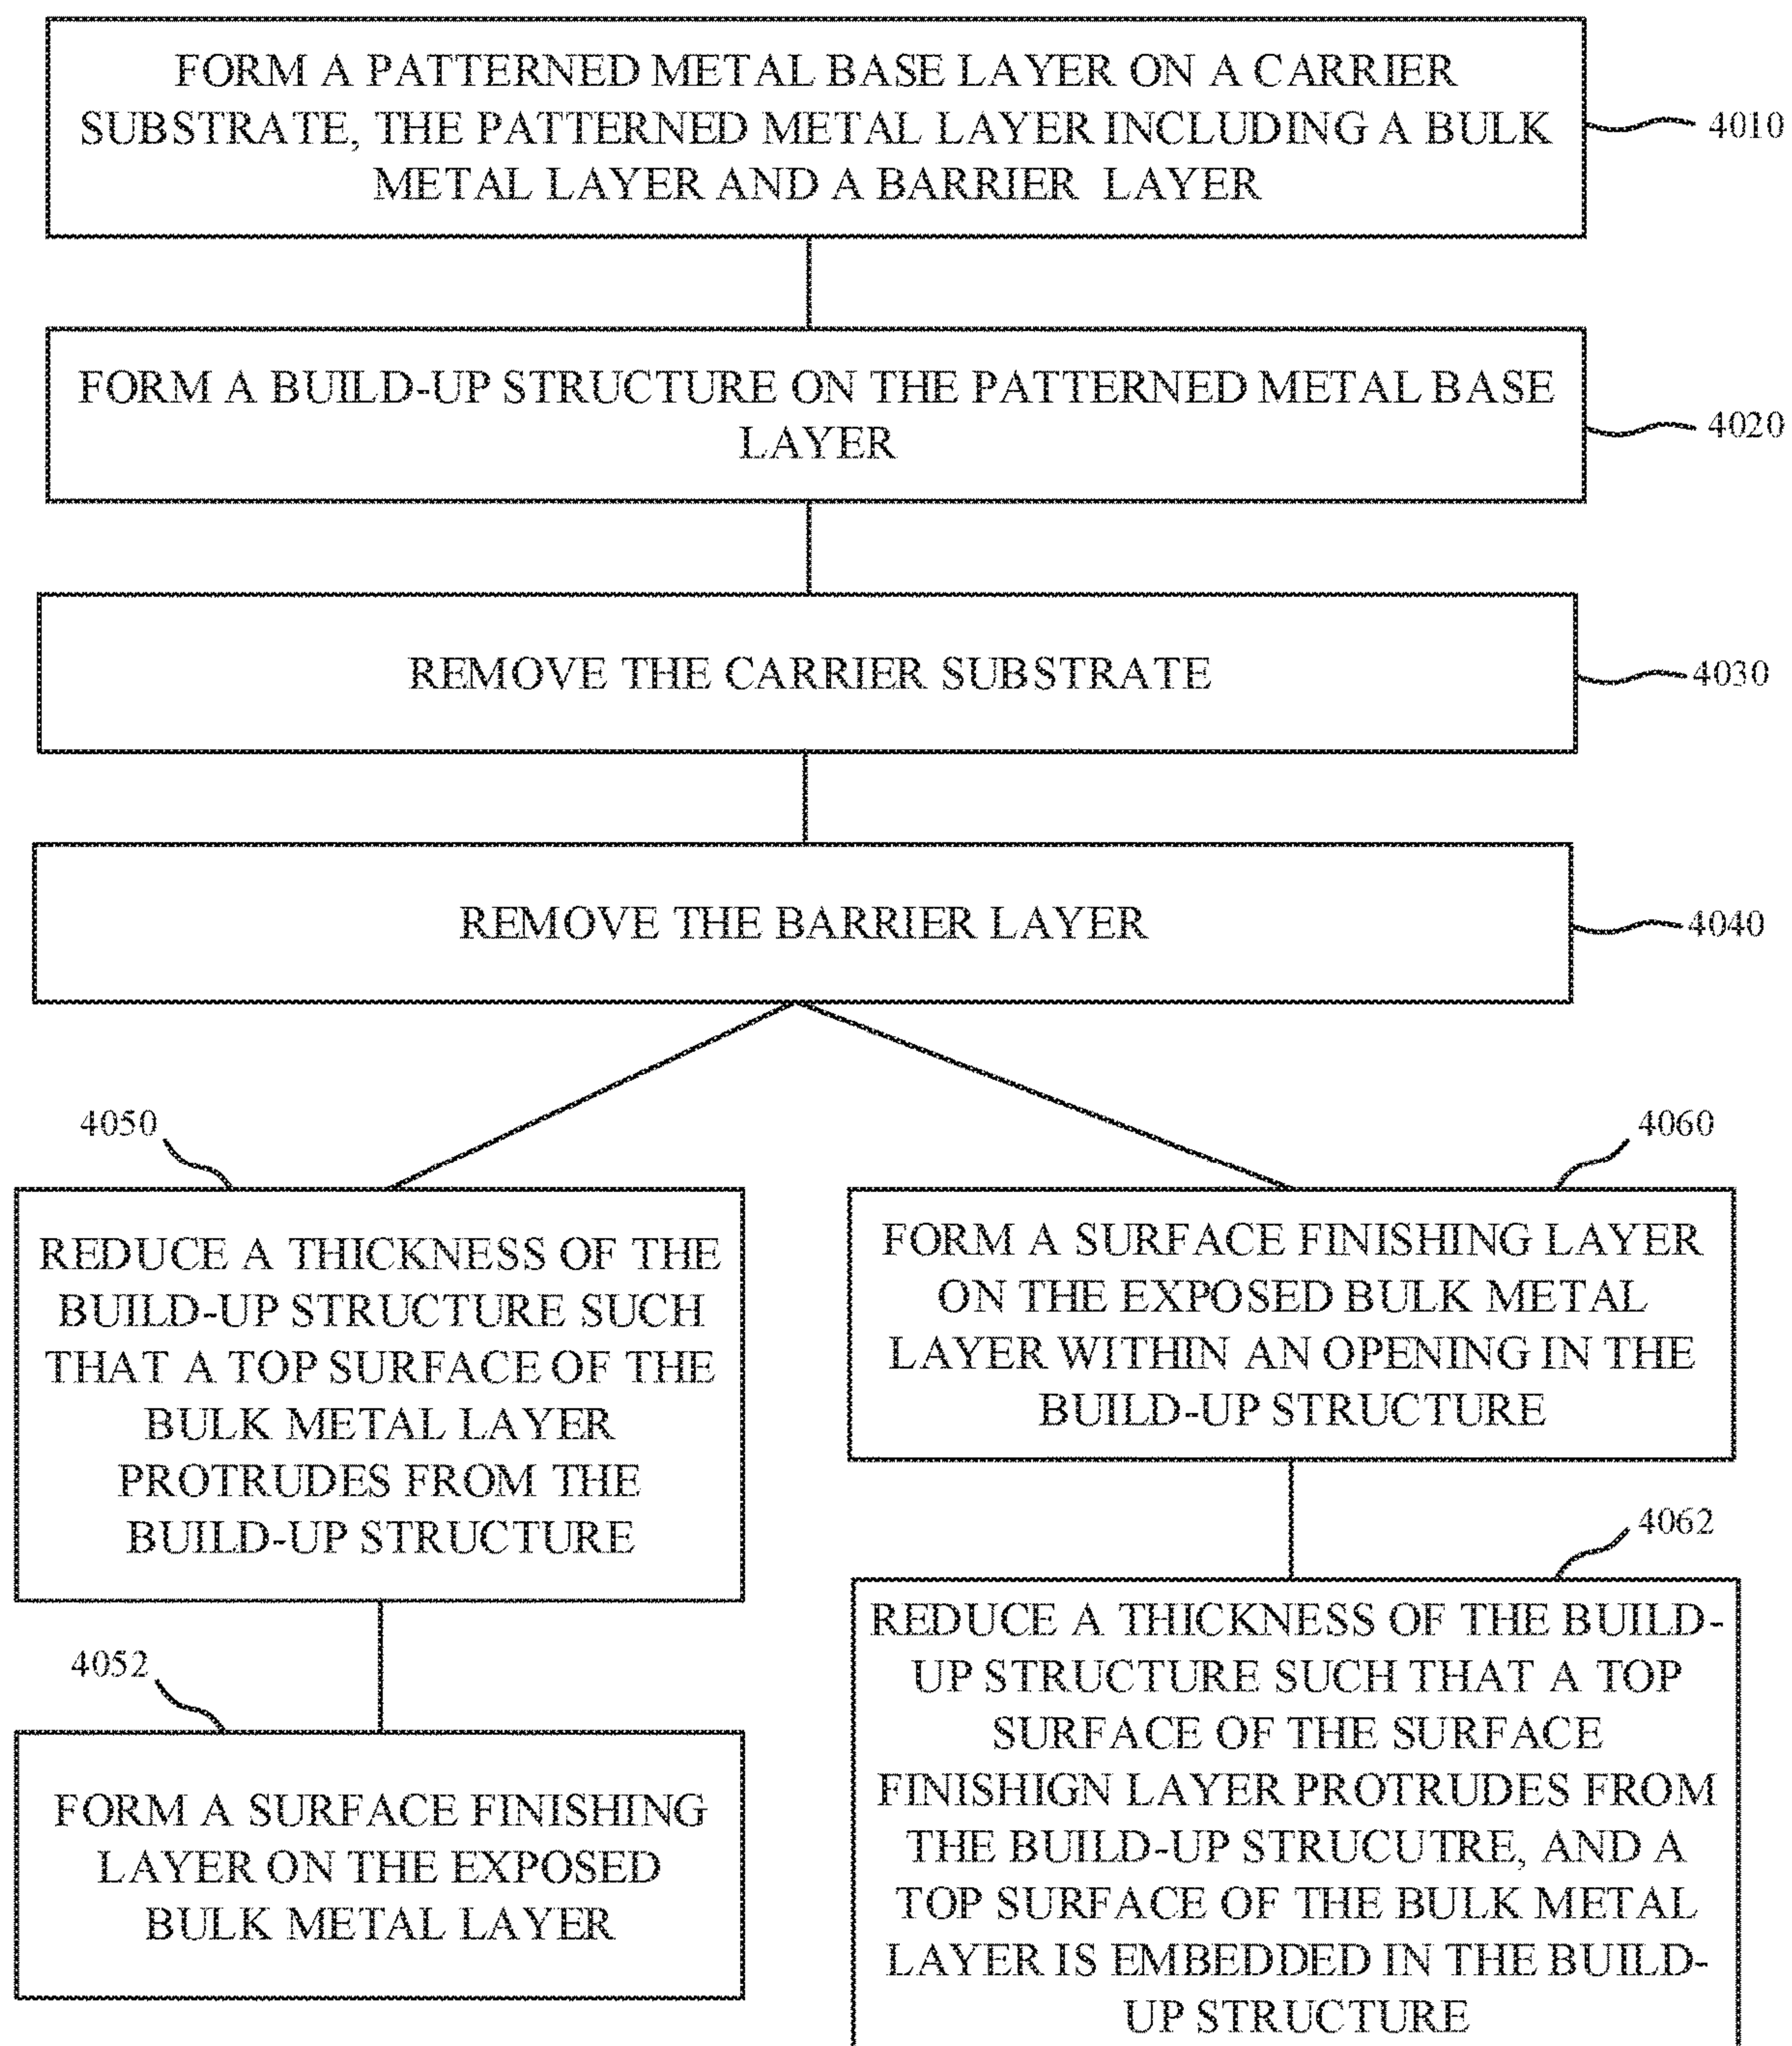 FORM A PATTERNED METAL BASE LAYER ON A CARRIER
SUBSTRATE, THE PATTERNED METAL LAYER INCLUDING A BULK
METAL LAYER AND A BARRIER LAYER
4010
FORM A BUILD-UP STRUCTURE ON THE PATTERNED METAL BASE
LAYER
4020
REMOVE THE CARRIER SUBSTRATE
4030
REMOVE THE BARRIER LAYER
4040
4050
REDUCE A THICKNESS OF THE
BUILD-UP STRUCTURE SUCH
THAT A TOP SURFACE OF THE
BULK METAL LAYER
PROTRUDES FROM THE
BUILD-UP STRUCTURE
4052
FORM A SURFACE FINISHING
LAYER ON THE EXPOSED
BULK METAL LAYER
4060
FORM A SURFACE FINISHING LAYER
ON THE EXPOSED BULK METAL
LAYER WITHIN AN OPENING IN THE
BUILD-UP STRUCTURE
4062
REDUCE A THICKNESS OF THE BUILD-
UP STRUCTURE SUCH THAT A TOP
SURFACE OF THE SURFACE
FINISHIGN LAYER PROTRUDES FROM
THE BUILD-UP STRUCUTRE, AND A
TOP SURFACE OF THE BULK METAL
LAYER IS EMBEDDED IN THE BUILD-
UP STRUCTURE